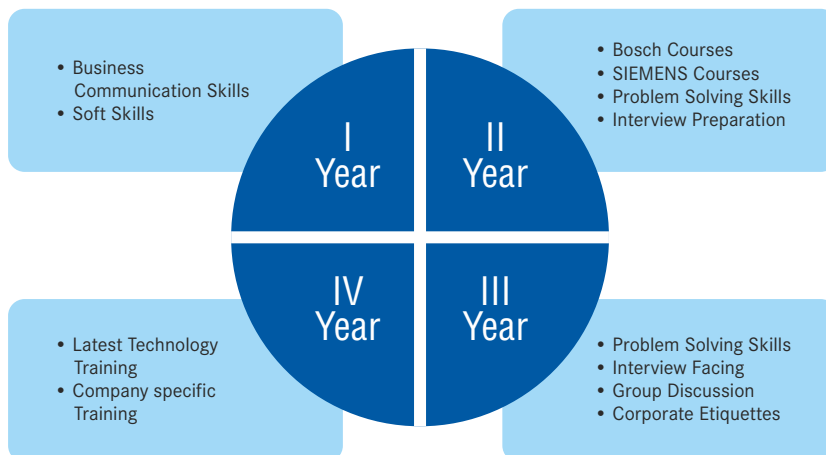 • Business
Communication Skills
• Soft Skills
I
Year
II
Year
• Bosch Courses
• SIEMENS Courses
• Problem Solving Skills
• Interview Preparation
• Latest Technology
Training
• Company specific
Training
IV
Year
III
Year
• Problem Solving Skills
• Interview Facing
• Group Discussion
• Corporate Etiquettes